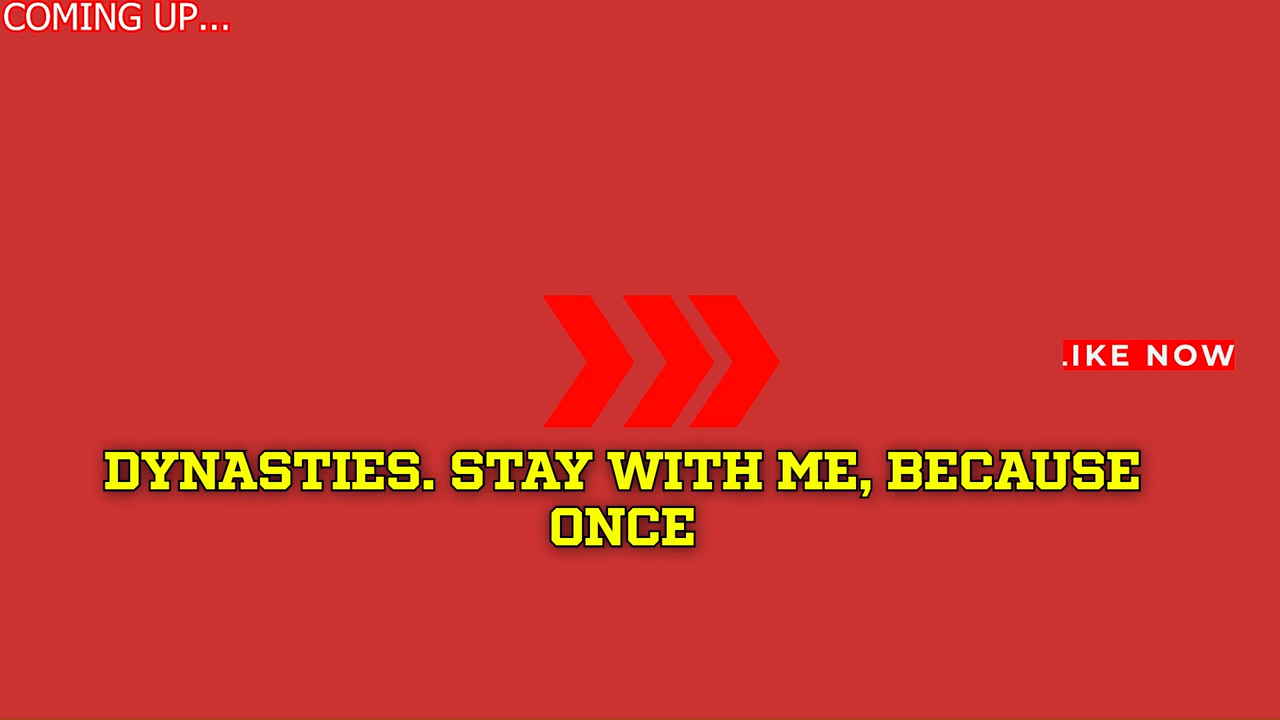 COMING UP...
.IKE NOW
DYNASTIES. STAY WITH ME, BECAUSE
ONCE